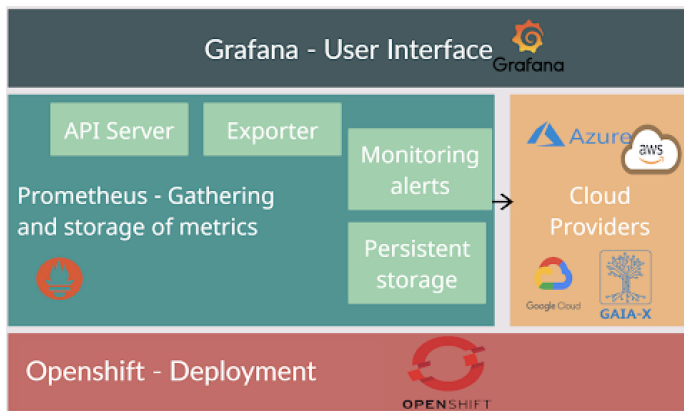 Grafana - User Interface
Grafana
API Server
Exporter
Monitoring
alerts
Prometheus - Gathering
and storage of metrics
Persistent
storage
Azure
aws
Cloud
Providers
Google Cloud
GAIA-X
Openshift - Deployment
OPENSHIFT